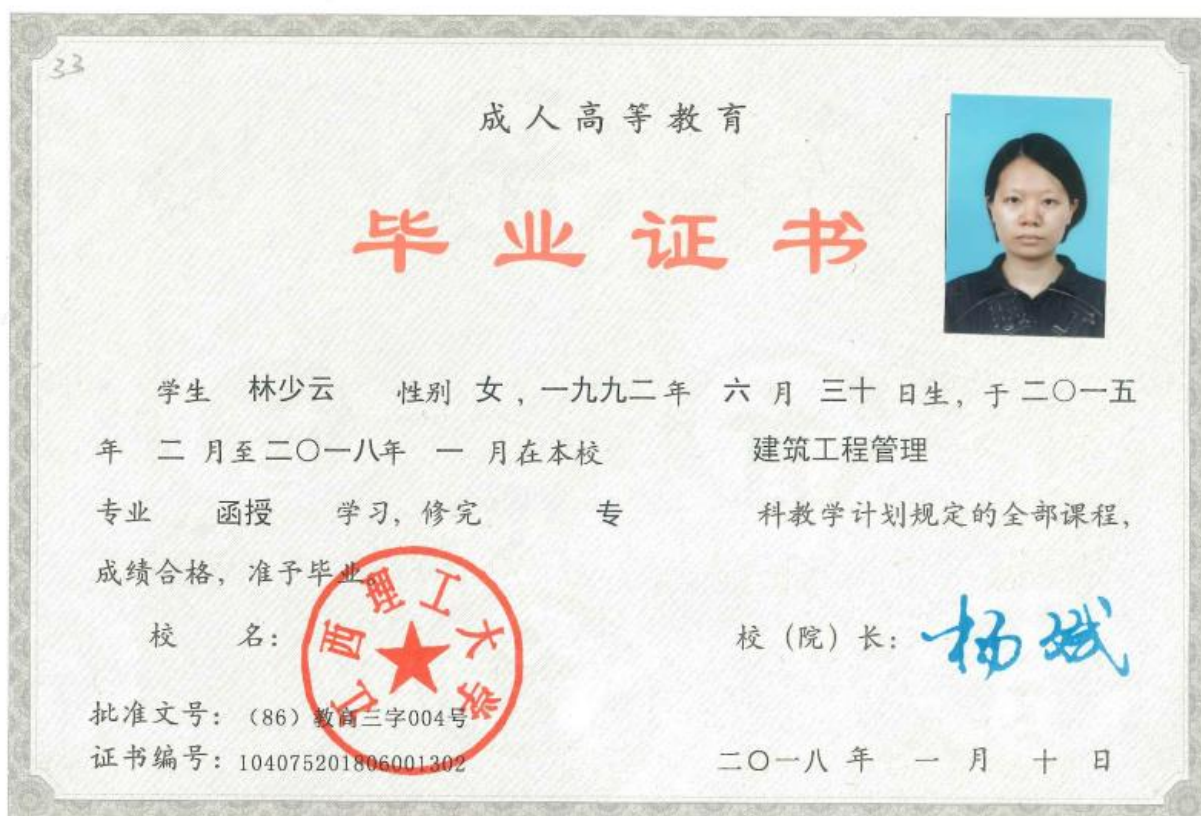 33
成人高等教育
毕业证书
学生 林少云 性别 女，一九九二年 六 月 三十 日生，于二〇一五
年 二 月至二〇一八年 一 月在本校 建筑工程管理
专业 函授 学习，修完 专 科教学计划规定的全部课程，
成绩合格，准予毕业。
校 名： 江西理工大学 校（院）长： 杨斌
批准文号：（86）教高三字004号
证书编号：104075201806001302 二〇一八 年 一 月 十 日